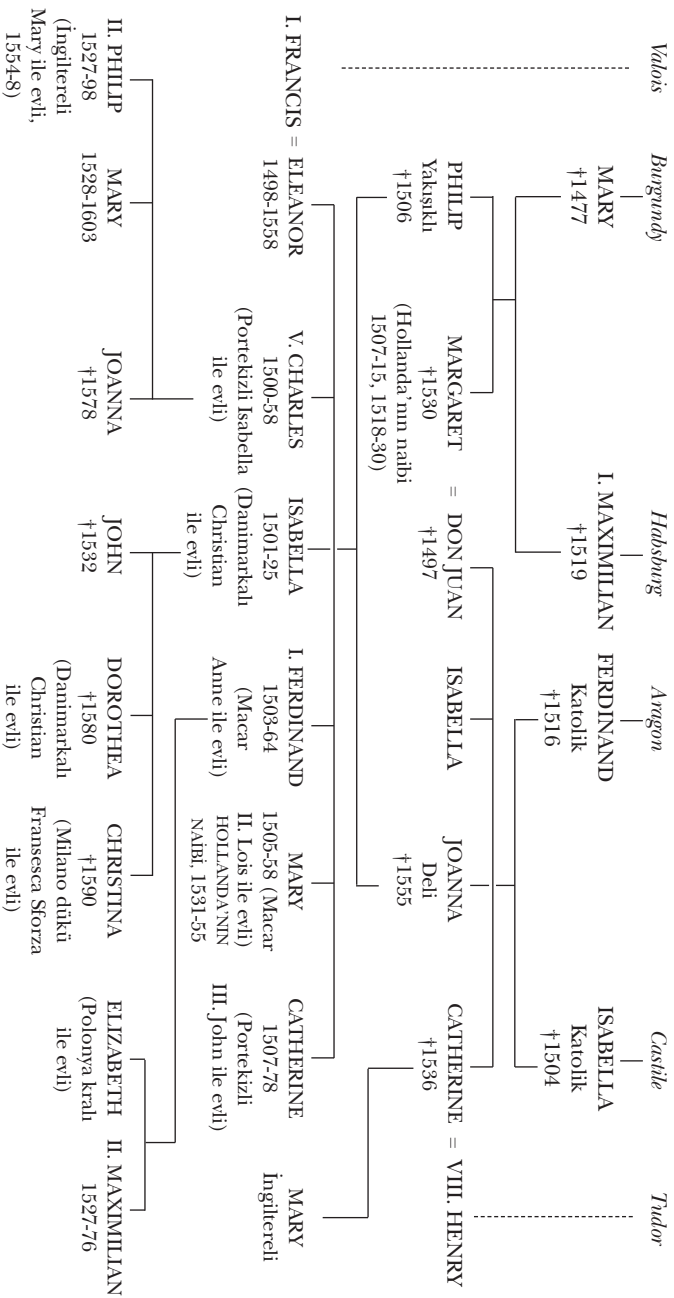 Valois
Burgundy
Habsburg
Aragon
Castile
Tudor
MARY
†1477
I. MAXIMILIAN
†1519
FERDINAND
Katolik
†1516
ISABELLA
Katolik
†1504
PHILIP
Yakışıklı
†1506
MARGARET
†1530
(Hollanda’nın naibi
1507-15, 1518-30)
=
DON JUAN
†1497
ISABELLA
JOANNA
Deli
†1555
CATHERINE
†1536
=
VIII. HENRY
I. FRANCIS
=
ELEANOR
1498-1558
V. CHARLES
1500-58
(Portekizli Isabella
ile evli)
ISABELLA
1501-25
(Danimarkalı
Christian
ile evli)
I. FERDINAND
1503-64
(Macar
Anne ile evli)
MARY
1505-58 (Macar
II. Lois ile evli)
HOLLANDA’NIN
NAİBİ, 1531-55
CATHERINE
1507-78
(Portekizli
III. John ile evli)
MARY
İngiltereli
II. PHILIP
1527-98
(İngiltereli
Mary ile evli,
1554-8)
MARY
1528-1603
JOANNA
†1578
JOHN
†1532
DOROTHEA
†1580
(Danimarkalı
Christian
ile evli)
CHRISTINA
†1590
(Milano dükü
Fransesca Sforza
ile evli)
ELIZABETH
(Polonya kralı
ile evli)
II. MAXIMILIAN
1527-76